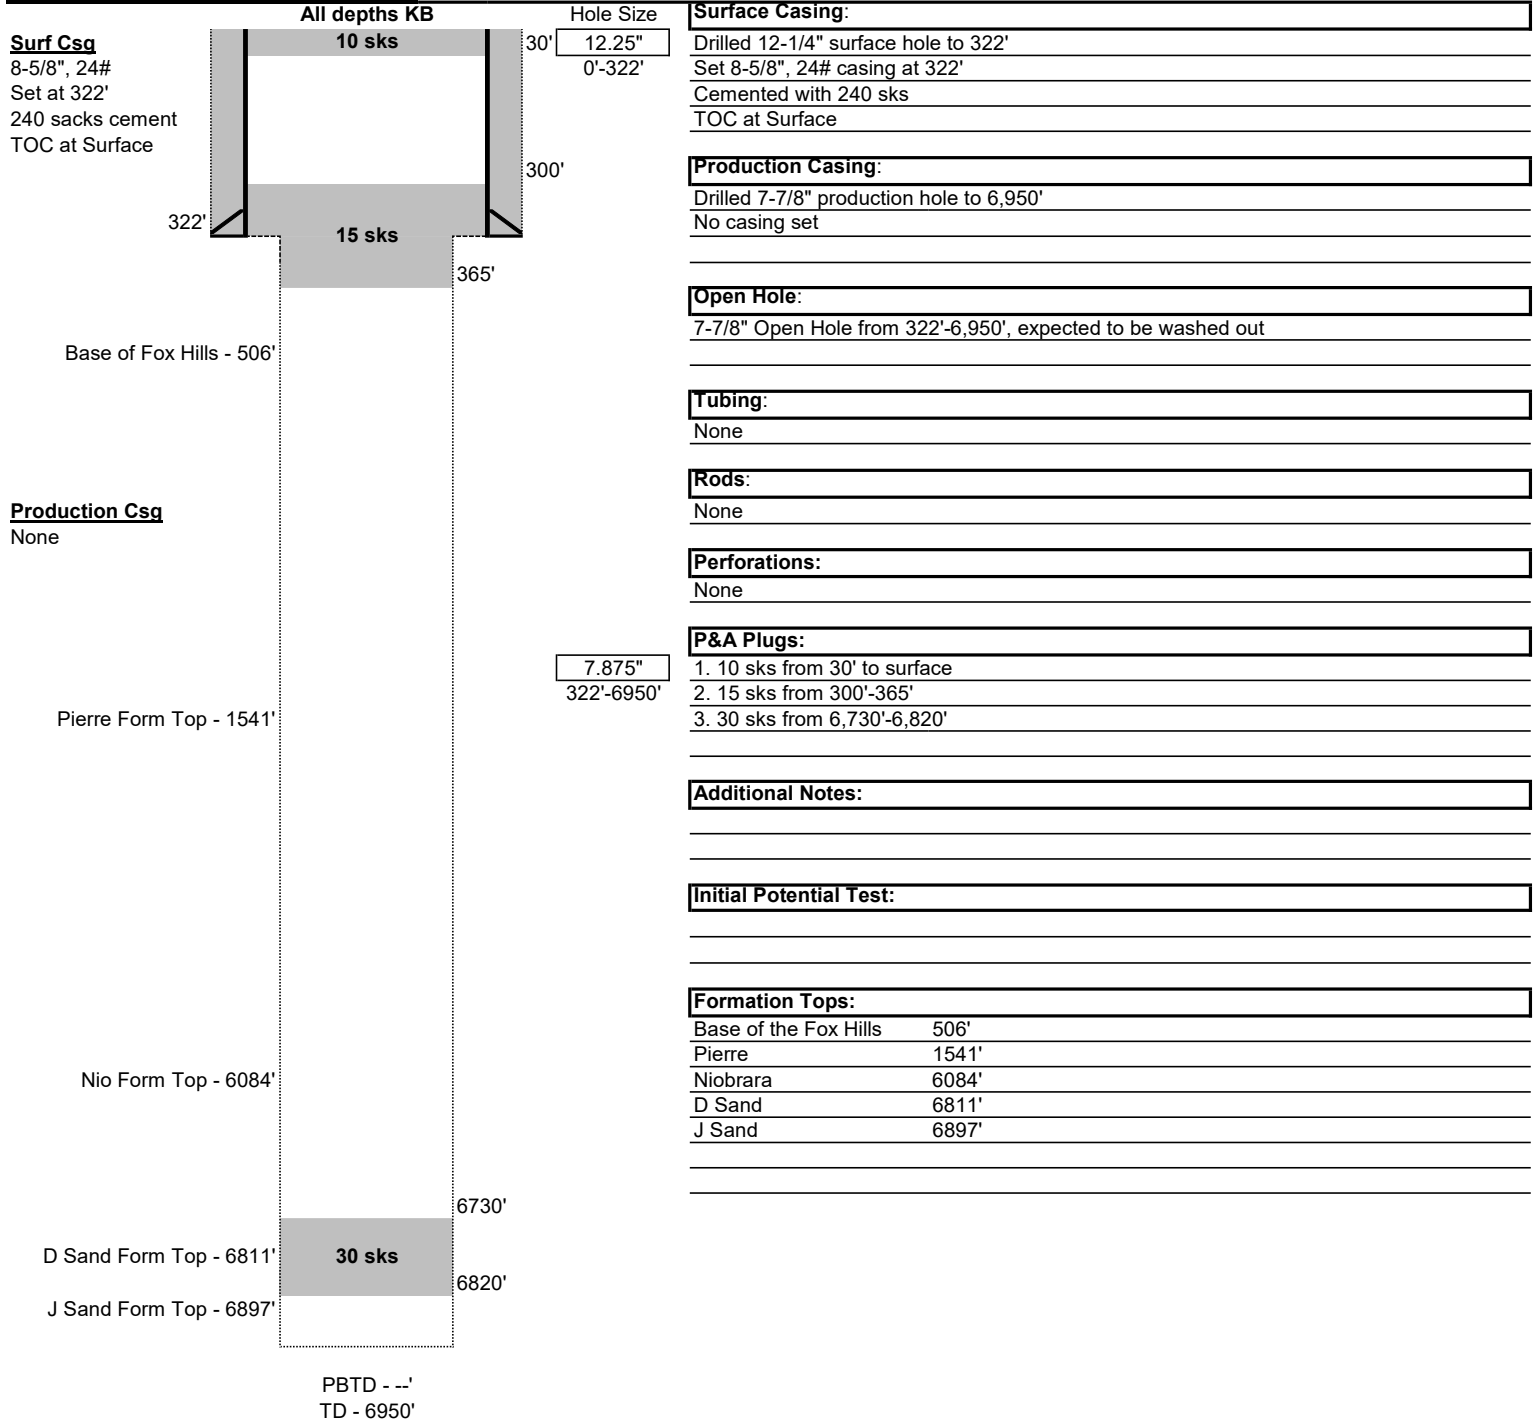 All depths KB
Hole Size
Surf Csg
8-5/8", 24#
Set at 322'
240 sacks cement
TOC at Surface
10 sks
30'
12.25"
0'-322'
300'
322'
15 sks
365'
Base of Fox Hills - 506'
Production Csg
None
7.875"
322'-6950'
Pierre Form Top - 1541'
Nio Form Top - 6084'
6730'
D Sand Form Top - 6811'
30 sks
6820'
J Sand Form Top - 6897'
PBTD - --'
TD - 6950'
Surface Casing:
Drilled 12-1/4" surface hole to 322'
Set 8-5/8", 24# casing at 322'
Cemented with 240 sks
TOC at Surface
Production Casing:
Drilled 7-7/8" production hole to 6,950'
No casing set
Open Hole:
7-7/8" Open Hole from 322'-6,950', expected to be washed out
Tubing:
None
Rods:
None
Perforations:
None
P&A Plugs:
1. 10 sks from 30' to surface
2. 15 sks from 300'-365'
3. 30 sks from 6,730'-6,820'
Additional Notes:
Initial Potential Test:
Formation Tops:
Base of the Fox Hills 506'
Pierre 1541'
Niobrara 6084'
D Sand 6811'
J Sand 6897'